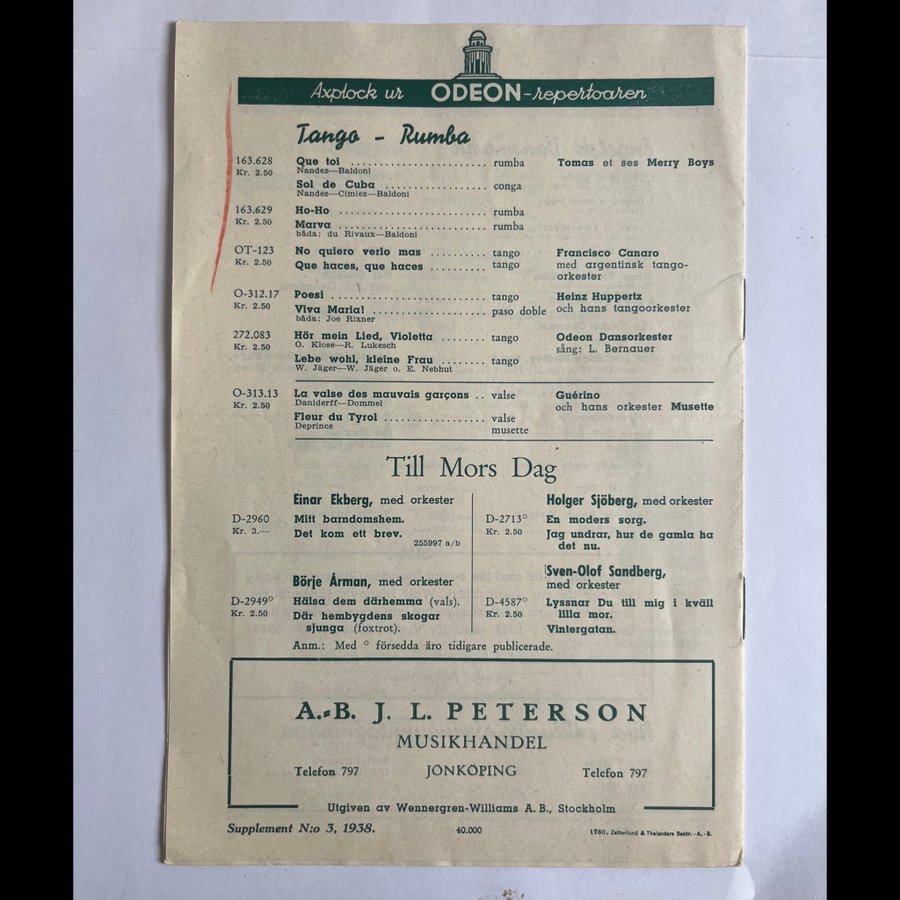 Axplock ur ODEON-repertoaren
Tango - Rumba
163.628 Que toi .......................... rumba Tomas et ses Merry Boys
Kr. 2.50 Nandez—Baldoni
Sol de Cuba ................... conga
Nandez—Cimiez—Baldoni
163.629 Ho-Ho ............................ rumba
Kr. 2.50 Marva ............................ rumba
båda: du Rivaux—Baldoni
OT-123 No quiero verlo mas ............ tango Francisco Canaro
Kr. 2.50 Que haces, que haces .......... tango med argentinsk tango-
orkester
O-312.17 Poesi ............................. tango Heinz Huppertz
Kr. 2.50 Viva Maria! ..................... paso doble och hans tangoorkester
båda: Joe Rixner
272.083 Hör mein Lied, Violetta ........ tango Odeon Dansorkester
Kr. 2.50 O. Klose—R. Lukesch sång: L. Bernauer
Lebe wohl, kleine Frau ........ tango
W. Jäger—W. Jäger o. E. Nebhut
O-313.13 La valse des mauvais garçons .. valse Guérino
Kr. 2.50 Daniderff—Dommel och hans orkester Musette
Fleur du Tyrol .................. valse
Deprince musette
Till Mors Dag
Einar Ekberg, med orkester
D-2960 Mitt barndomshem.
Kr. 3.— Det kom ett brev.
255997 a/b
Börje Årman, med orkester
D-2949° Hälsa dem därhemma (vals).
Kr. 2.50 Där hembygdens skogar
sjunga (foxtrot).
Holger Sjöberg, med orkester
D-2713° En moders sorg.
Kr. 2.50 Jag undrar, hur de gamla ha
det nu.
Sven-Olof Sandberg,
med orkester
D-4587° Lyssnar Du till mig i kväll
Kr. 2.50 lilla mor.
Vintergatan.
Anm.: Med ° försedda äro tidigare publicerade.
A.-B. J. L. PETERSON
MUSIKHANDEL
Telefon 797 JÖNKÖPING Telefon 797
Utgiven av Wennergren-Williams A. B., Stockholm
Supplement N:o 3, 1938. 40.000 1760. Zetterlund & Thelanders Boktr. -A. -B.